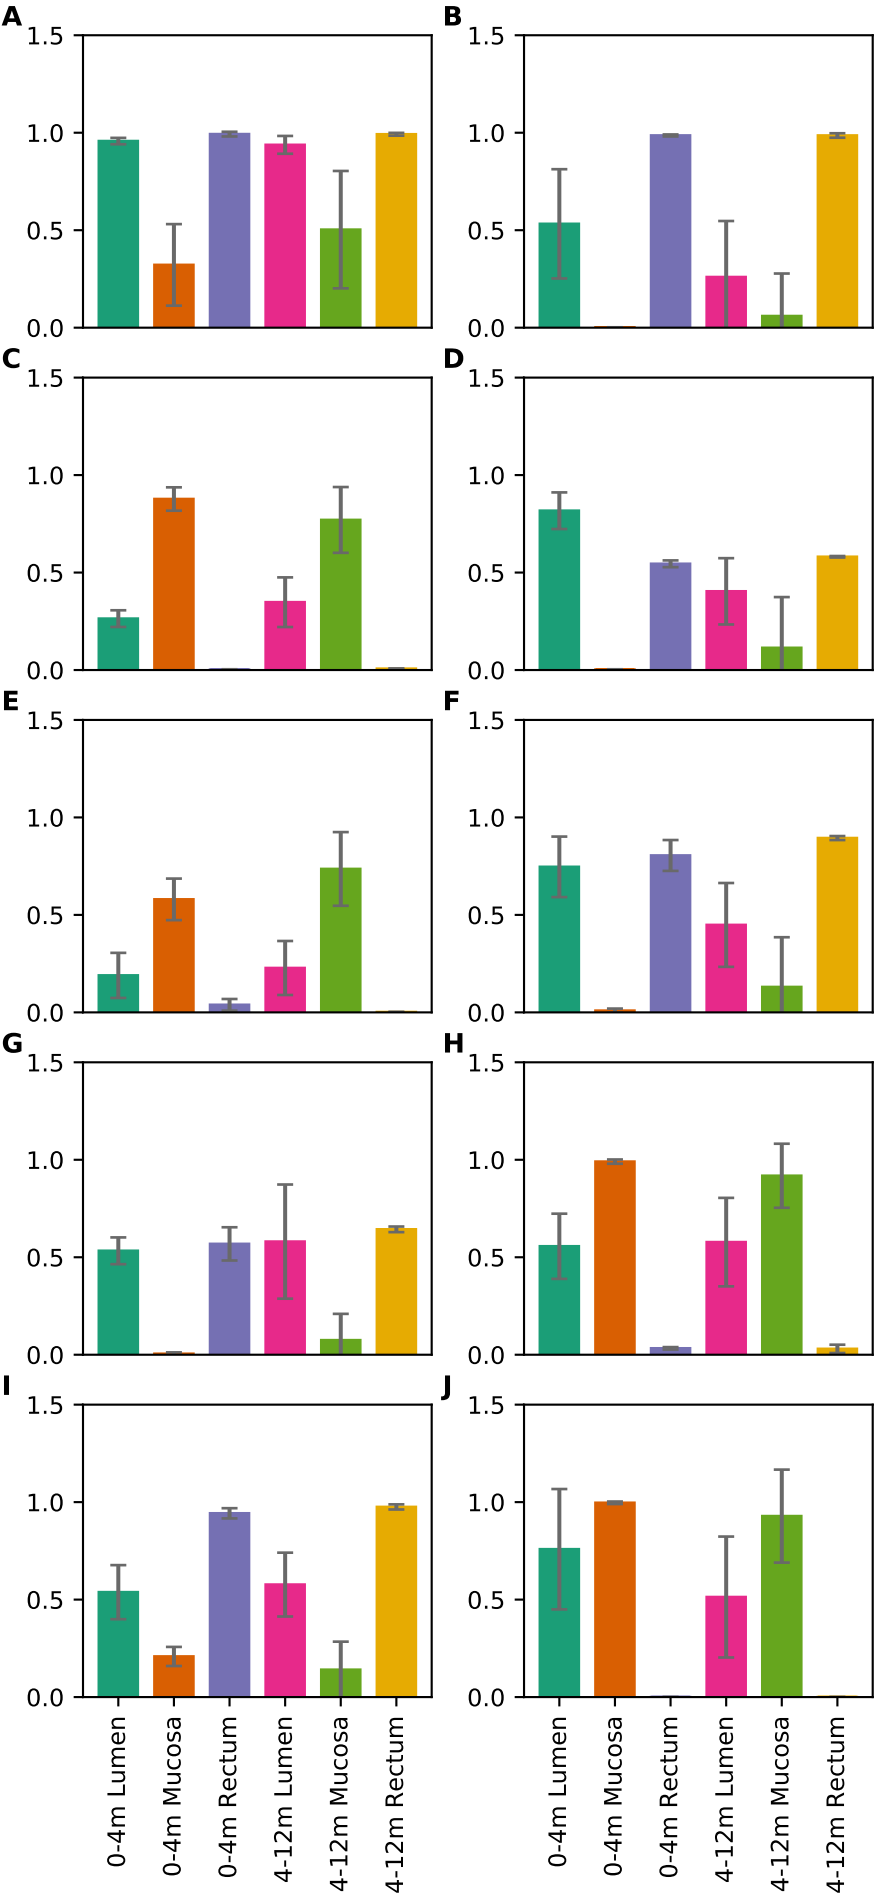 A
B
1.5
1.0
0.5
0.0
1.5
1.0
0.5
0.0
C
D
1.5
1.0
0.5
0.0
1.5
1.0
0.5
0.0
E
F
1.5
1.0
0.5
0.0
1.5
1.0
0.5
0.0
G
H
1.5
1.0
0.5
0.0
1.5
1.0
0.5
0.0
I
J
1.5
1.0
0.5
0.0
1.5
1.0
0.5
0.0
0-4m Lumen
0-4m Mucosa
0-4m Rectum
4-12m Lumen
4-12m Mucosa
4-12m Rectum
0-4m Lumen
0-4m Mucosa
0-4m Rectum
4-12m Lumen
4-12m Mucosa
4-12m Rectum